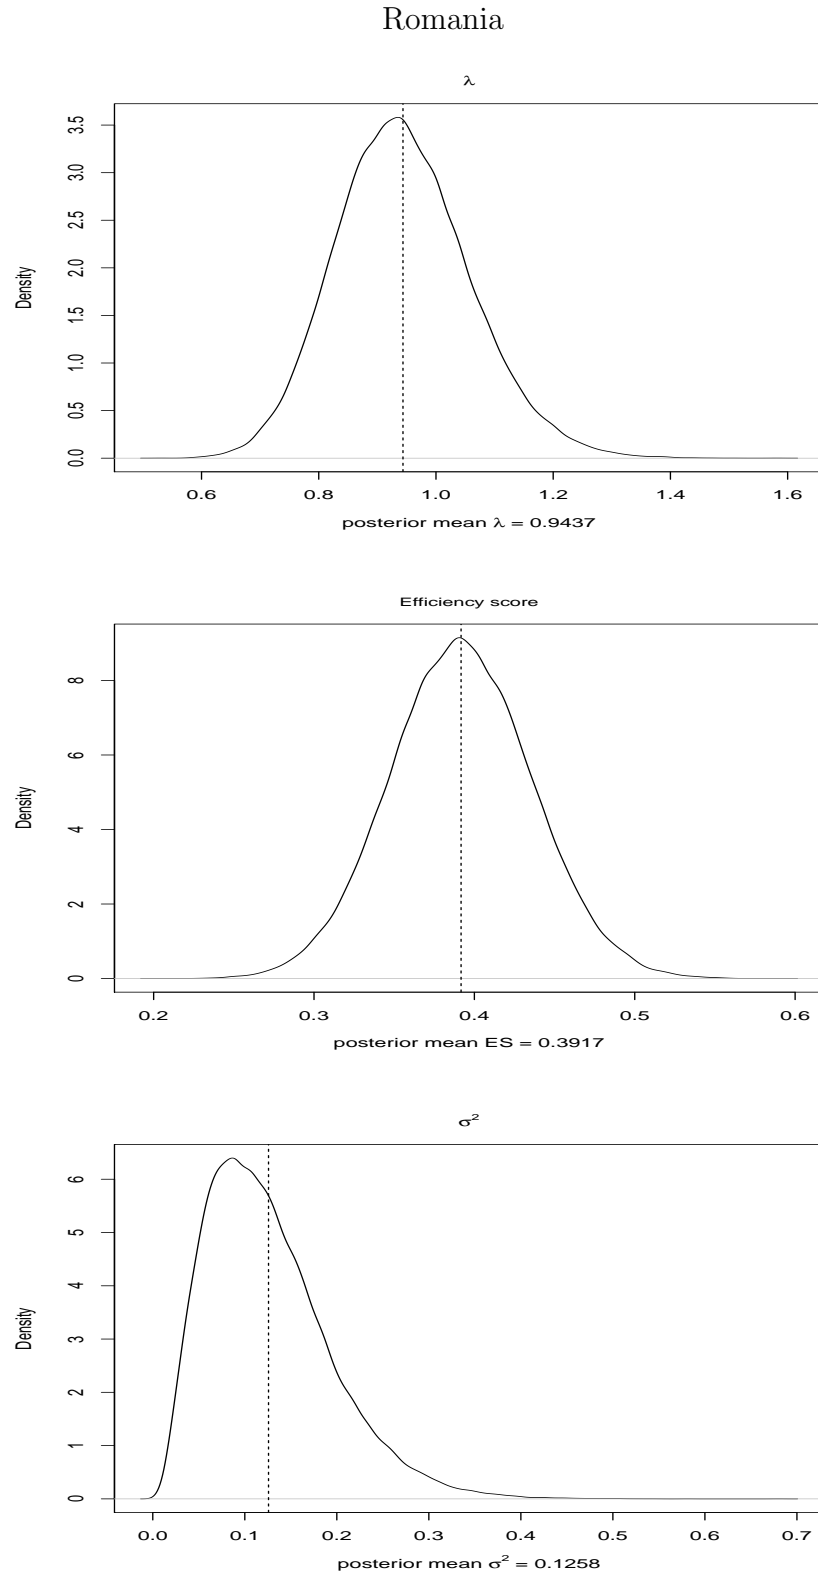 Romania
λ
Density
0.0 0.5 1.0 1.5 2.0 2.5 3.0 3.5
0.6 0.8 1.0 1.2 1.4 1.6
posterior mean λ = 0.9437
Efficiency score
Density
0 2 4 6 8
0.2 0.3 0.4 0.5 0.6
posterior mean ES = 0.3917
σ²
Density
0 1 2 3 4 5 6
0.0 0.1 0.2 0.3 0.4 0.5 0.6 0.7
posterior mean σ² = 0.1258